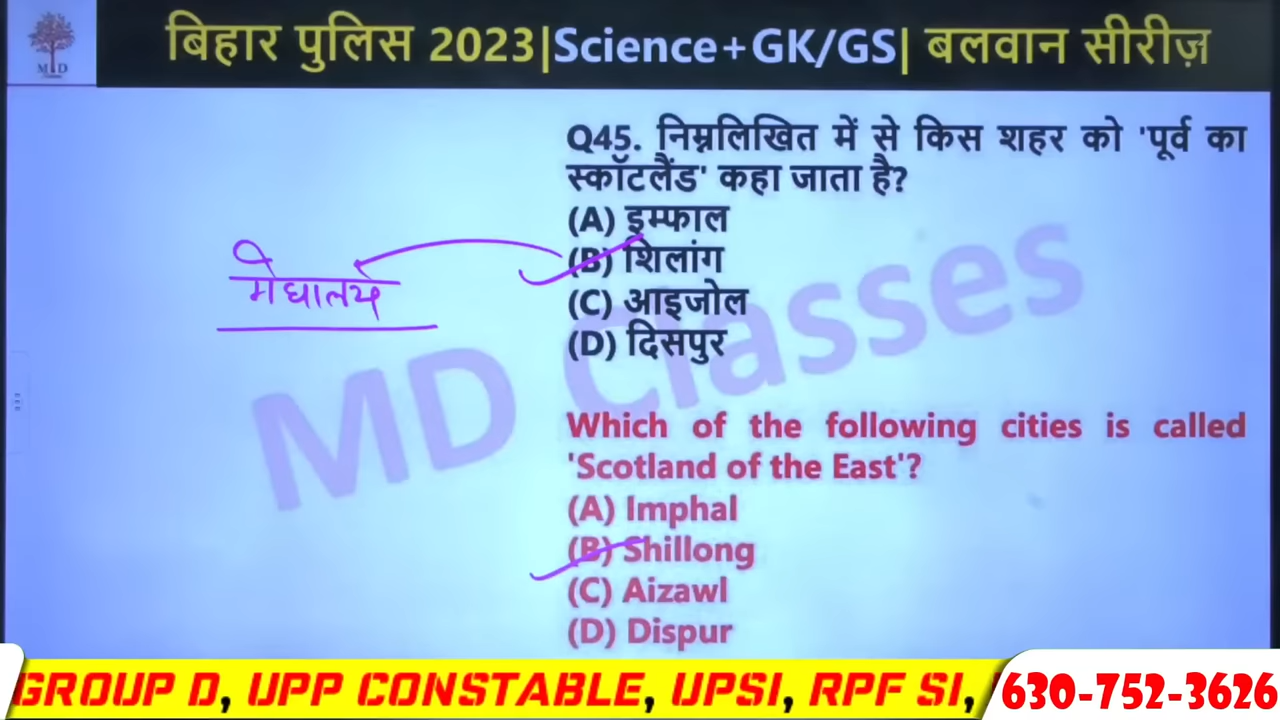 MD
बिहार पुलिस 2023|Science+GK/GS| बलवान सीरीज़
Q45. निम्नलिखित में से किस शहर को 'पूर्व का
स्कॉटलैंड' कहा जाता है?
(A) इम्फाल
(B) शिलांग
(C) आइजोल
(D) दिसपुर
मेघालय
MD Classes
Which of the following cities is called
'Scotland of the East'?
(A) Imphal
(B) Shillong
(C) Aizawl
(D) Dispur
GROUP D, UPP CONSTABLE, UPSI, RPF SI,
630-752-3626